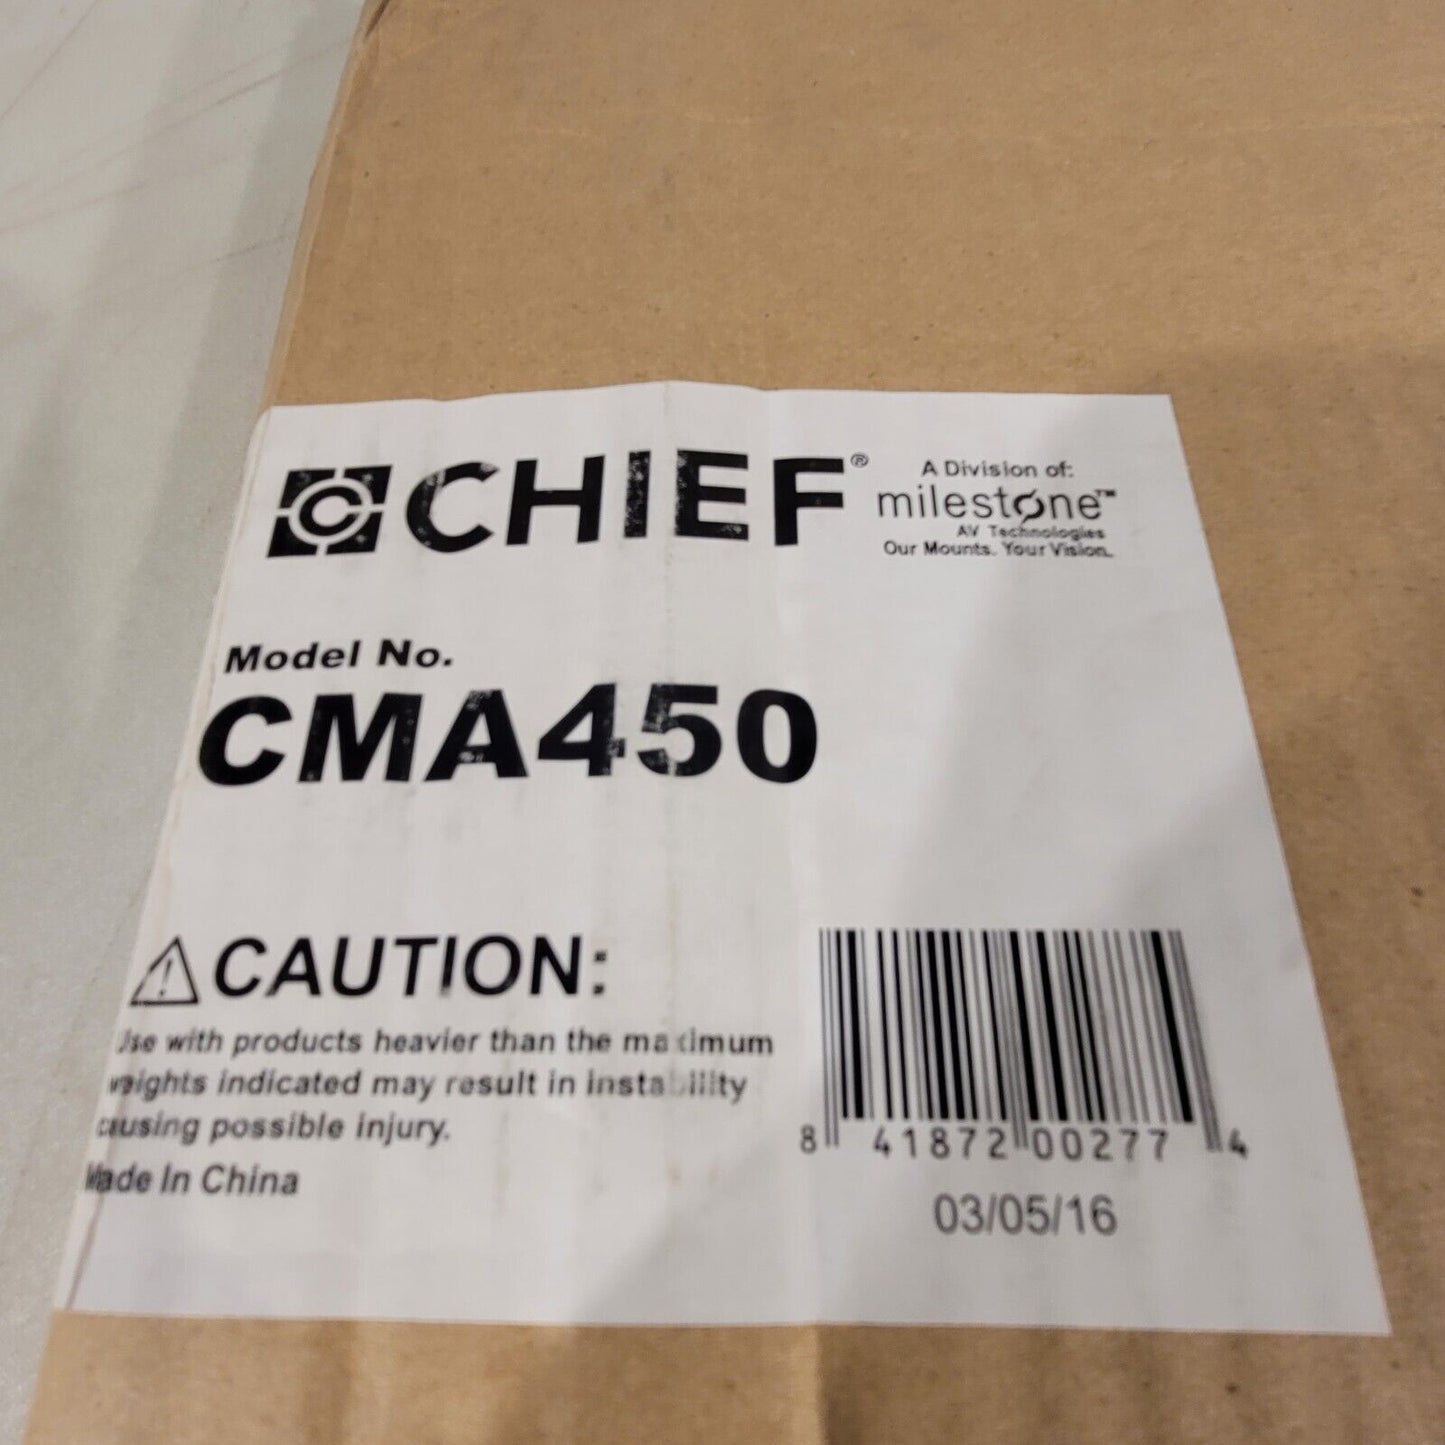 C CHIEF®
A Division of:
milestone™
AV Technologies
Our Mounts. Your Vision.
Model No.
CMA450
CAUTION:
Use with products heavier than the maximum
weights indicated may result in instability
causing possible injury.
Made In China
8 41872 00277 4
03/05/16